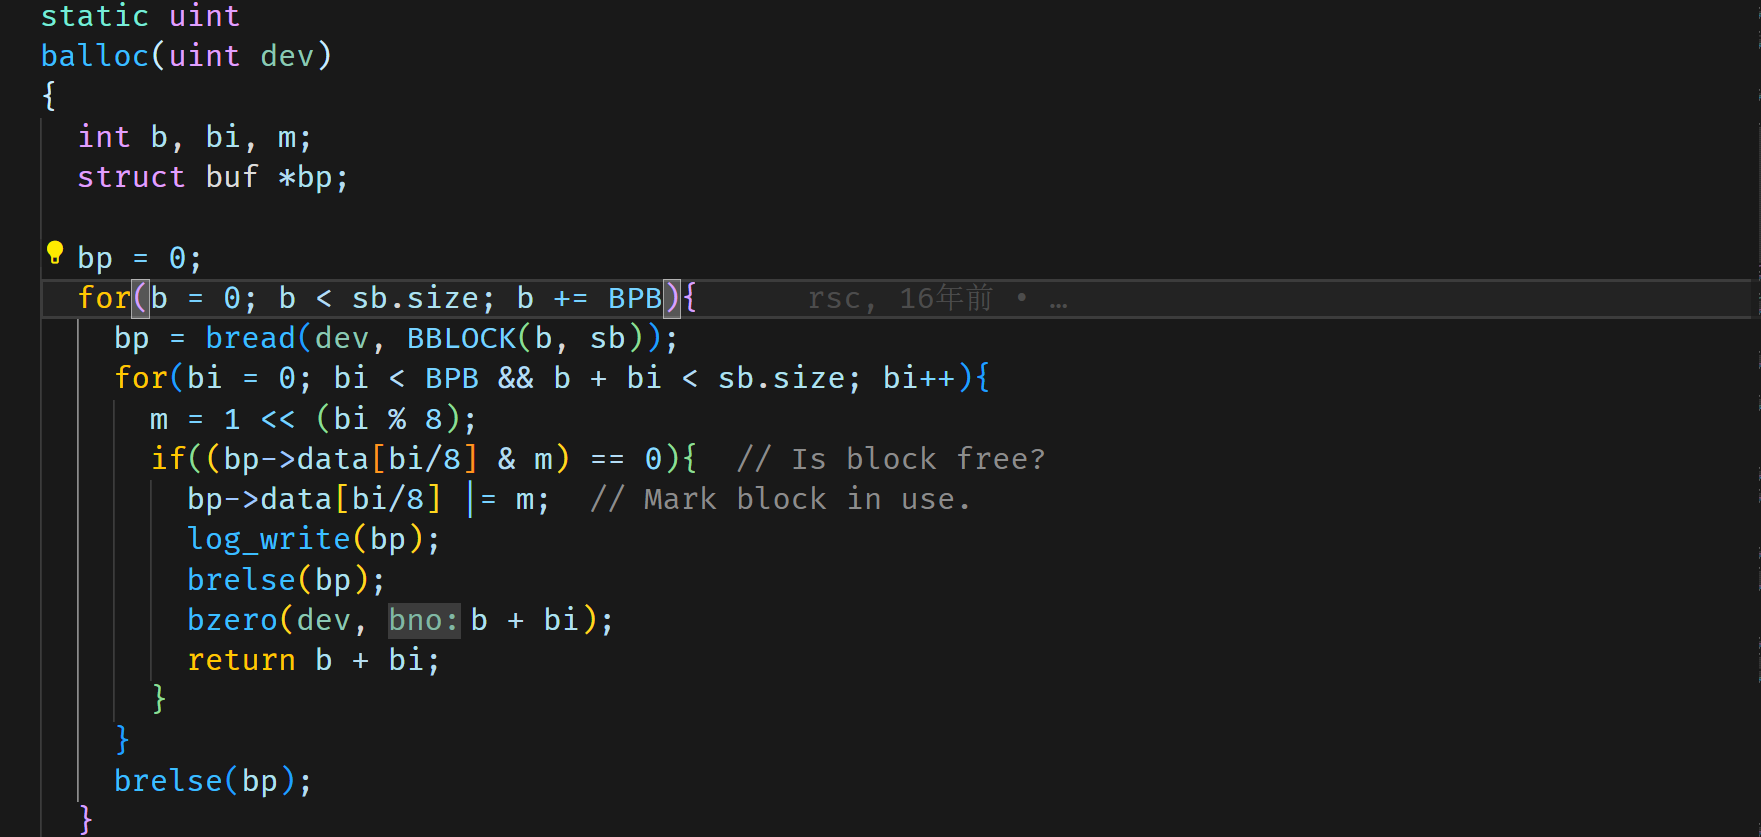 static uint
balloc(uint dev)
{
  int b, bi, m;
  struct buf *bp;

  bp = 0;
  for(b = 0; b < sb.size; b += BPB){      rsc, 16年前 • …
    bp = bread(dev, BBLOCK(b, sb));
    for(bi = 0; bi < BPB && b + bi < sb.size; bi++){
      m = 1 << (bi % 8);
      if((bp->data[bi/8] & m) == 0){  // Is block free?
        bp->data[bi/8] |= m;  // Mark block in use.
        log_write(bp);
        brelse(bp);
        bzero(dev, bno: b + bi);
        return b + bi;
      }
    }
    brelse(bp);
  }